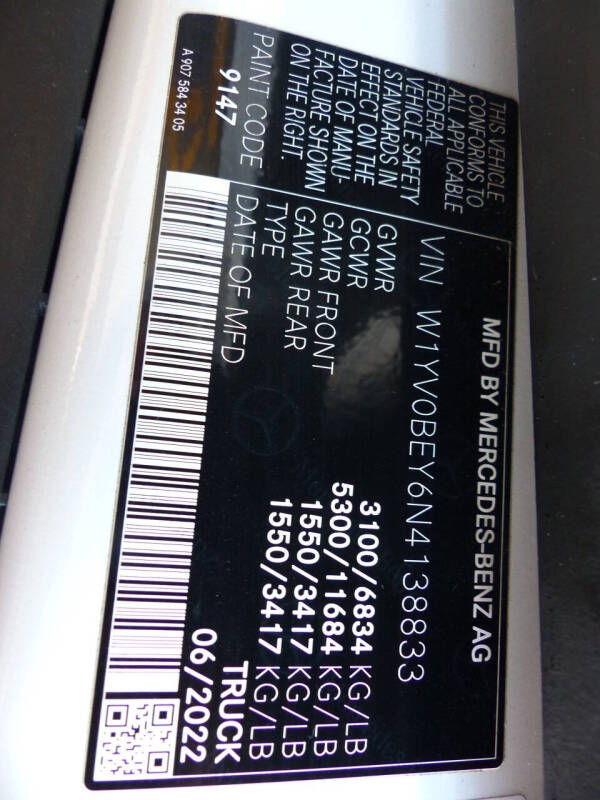 MFD BY MERCEDES-BENZ AG
VIN W1YV0BEY6N4138833
THIS VEHICLE
CONFORMS TO
ALL APPLICABLE
FEDERAL
VEHICLE SAFETY
STANDARDS IN
EFFECT ON THE
DATE OF MANU-
FACTURE SHOWN
ON THE RIGHT.
GVWR 3100/6834 KG/LB
GCWR 5300/11684 KG/LB
GAWR FRONT 1550/3417 KG/LB
GAWR REAR 1550/3417 KG/LB
TYPE TRUCK
DATE OF MFD 06/2022
PAINT CODE
9147
A 907 584 34 05